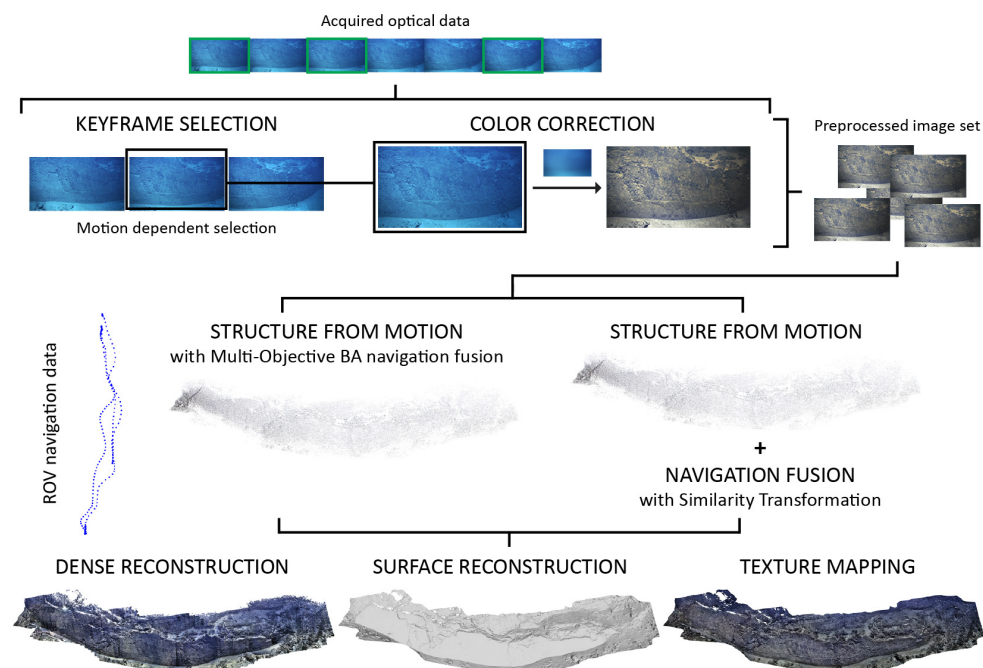 Acquired optical data
KEYFRAME SELECTION
COLOR CORRECTION
Preprocessed image set
Motion dependent selection
STRUCTURE FROM MOTION
with Multi-Objective BA navigation fusion
STRUCTURE FROM MOTION
+
NAVIGATION FUSION
with Similarity Transformation
ROV navigation data
DENSE RECONSTRUCTION
SURFACE RECONSTRUCTION
TEXTURE MAPPING